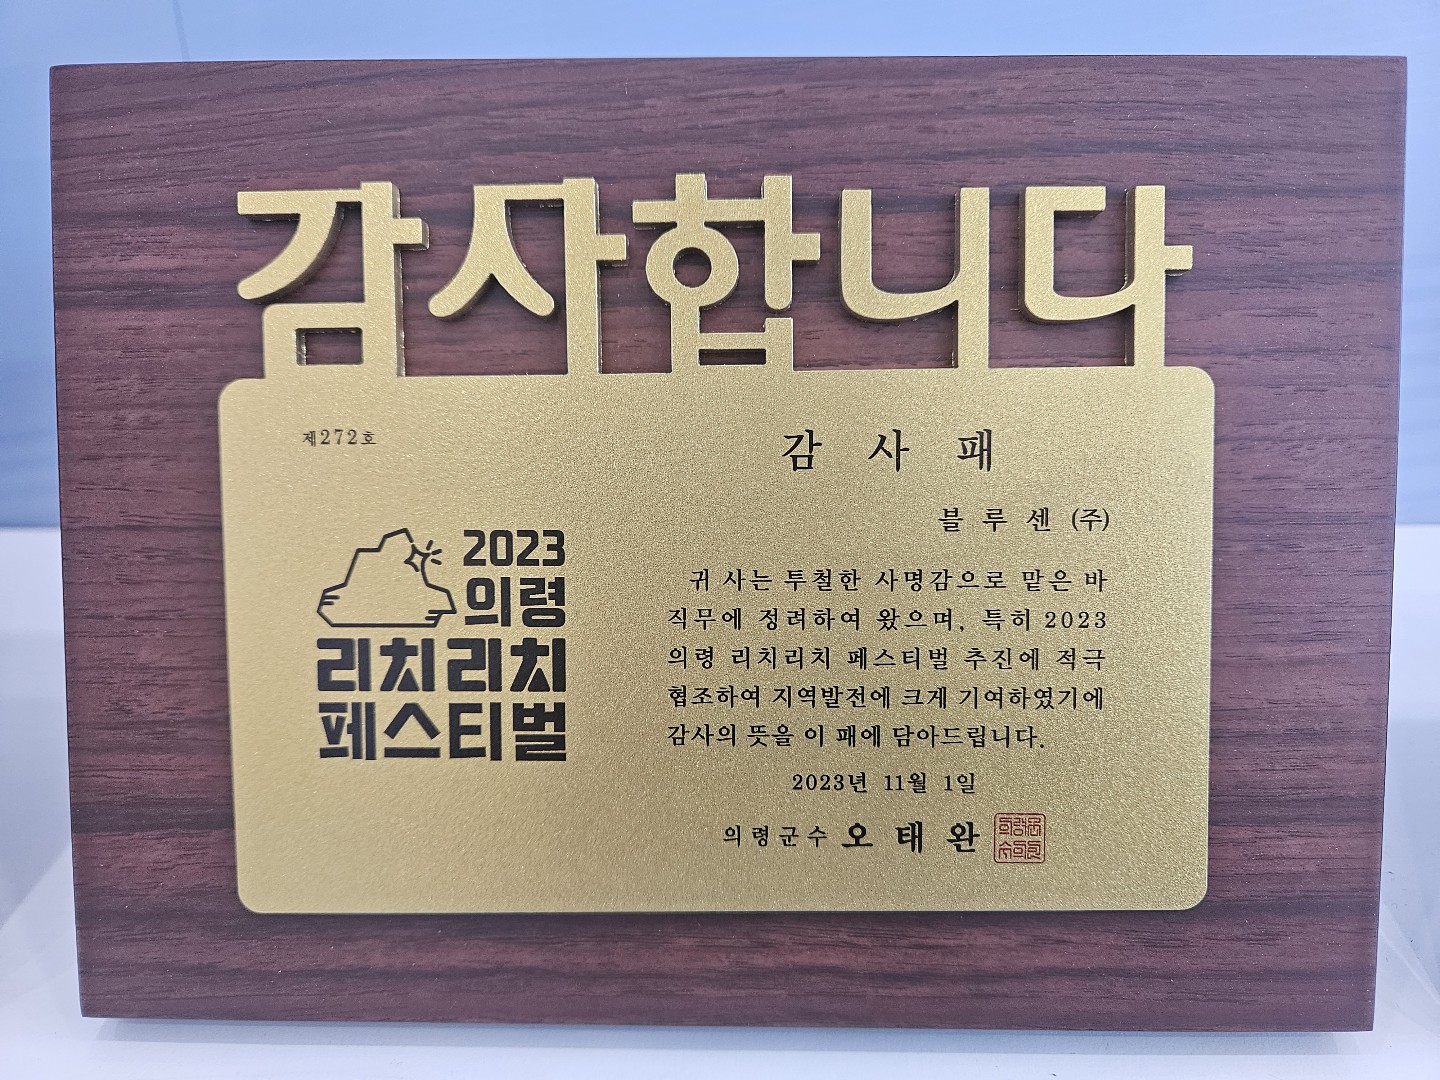 감사합니다
제272호
감 사 패
블 루 센 (주)
2023
의령
리치리치
페스티벌
귀 사는 투철한 사명감으로 맡은 바
직무에 정려하여 왔으며, 특히 2023
의령 리치리치 페스티벌 추진에 적극
협조하여 지역발전에 크게 기여하였기에
감사의 뜻을 이 패에 담아드립니다.
2023년 11월 1일
의령군수 오 태 완